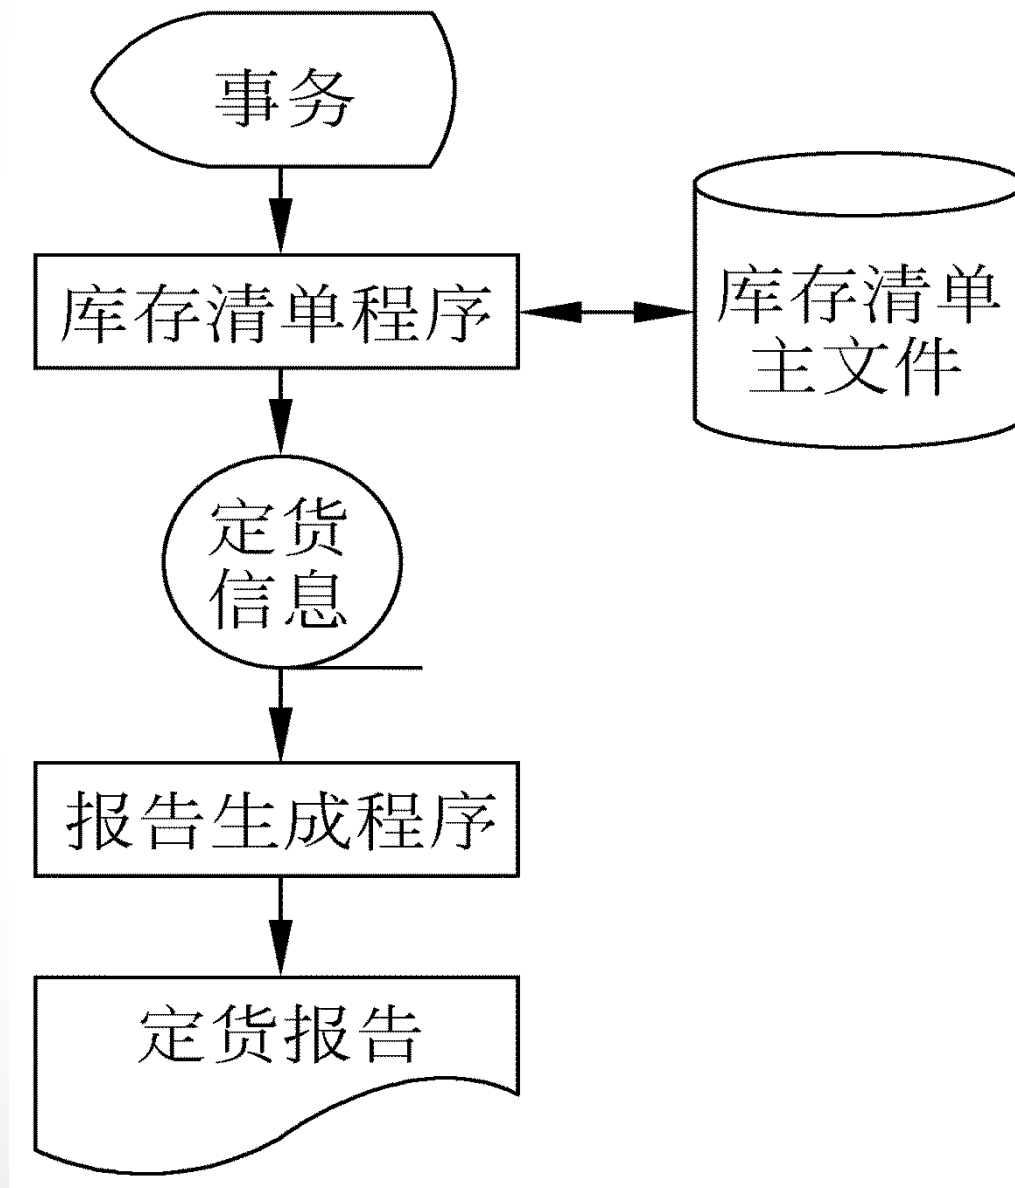 事务
库存清单程序
库存清单
主文件
定货
信息
报告生成程序
定货报告